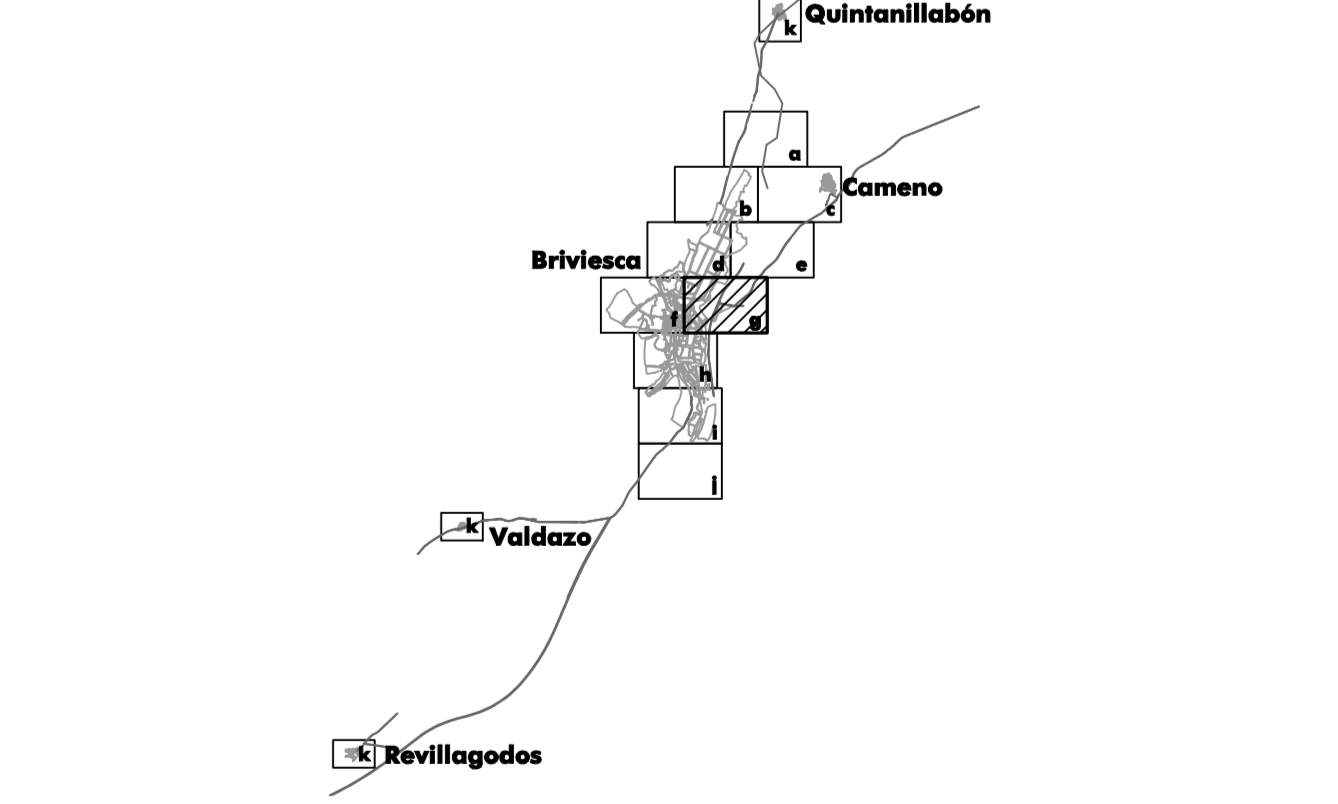 Quintanillabón
k
a
Cameno
b
c
Briviesca
d
e
f
g
h
i
j
k
Valdazo
k
Revillagodos